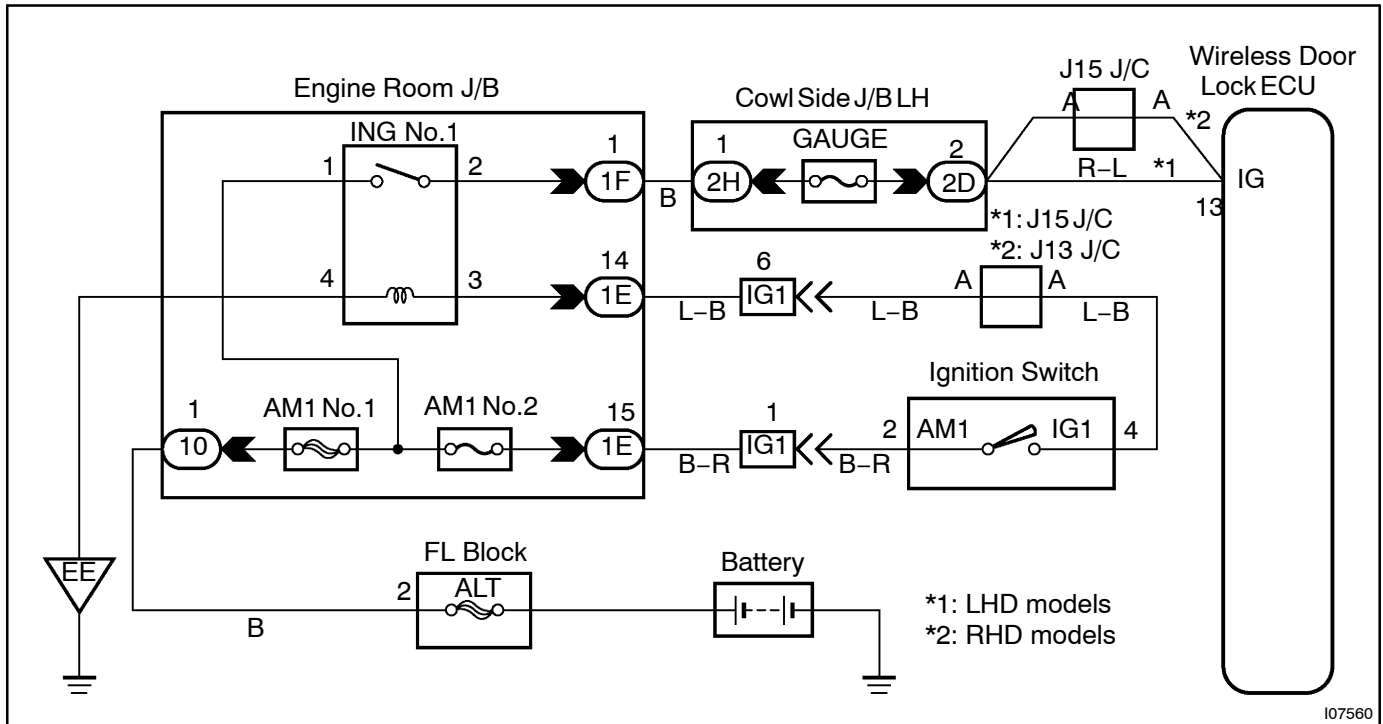 Wireless Door
Lock ECU
J15 J/C
A A
*2
R–L *1
IG
13
Engine Room J/B
ING No.1
1 2
1
1F
B
Cowl Side J/B LH
GAUGE
1
2H
2
2D
*1: J15 J/C
*2: J13 J/C
4 3
14
1E
L–B
6
IG1
L–B
A A
L–B
1
10
AM1 No.1
AM1 No.2
15
1E
B–R
1
IG1
B–R
Ignition Switch
2 AM1 IG1 4
EE
B
FL Block
2 ALT
Battery
*1: LHD models
*2: RHD models
I07560